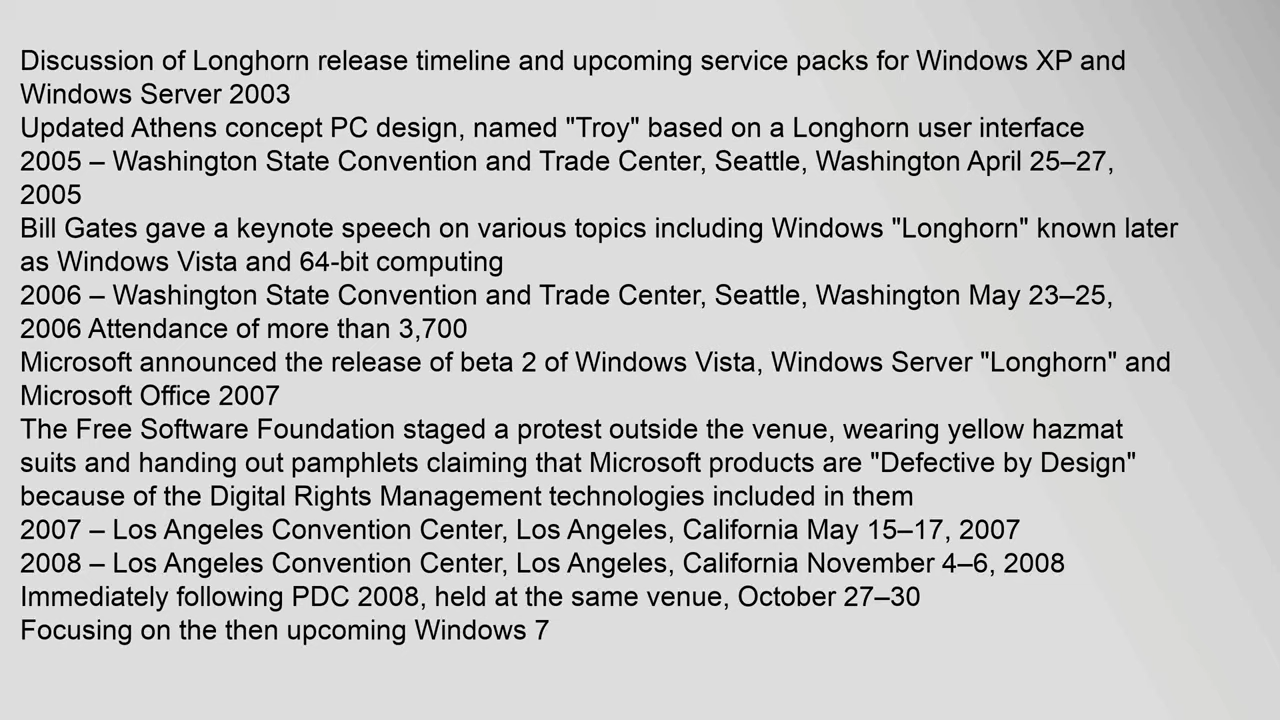 Discussion of Longhorn release timeline and upcoming service packs for Windows XP and
Windows Server 2003
Updated Athens concept PC design, named "Troy" based on a Longhorn user interface
2005 – Washington State Convention and Trade Center, Seattle, Washington April 25–27,
2005
Bill Gates gave a keynote speech on various topics including Windows "Longhorn" known later
as Windows Vista and 64-bit computing
2006 – Washington State Convention and Trade Center, Seattle, Washington May 23–25,
2006 Attendance of more than 3,700
Microsoft announced the release of beta 2 of Windows Vista, Windows Server "Longhorn" and
Microsoft Office 2007
The Free Software Foundation staged a protest outside the venue, wearing yellow hazmat
suits and handing out pamphlets claiming that Microsoft products are "Defective by Design"
because of the Digital Rights Management technologies included in them
2007 – Los Angeles Convention Center, Los Angeles, California May 15–17, 2007
2008 – Los Angeles Convention Center, Los Angeles, California November 4–6, 2008
Immediately following PDC 2008, held at the same venue, October 27–30
Focusing on the then upcoming Windows 7